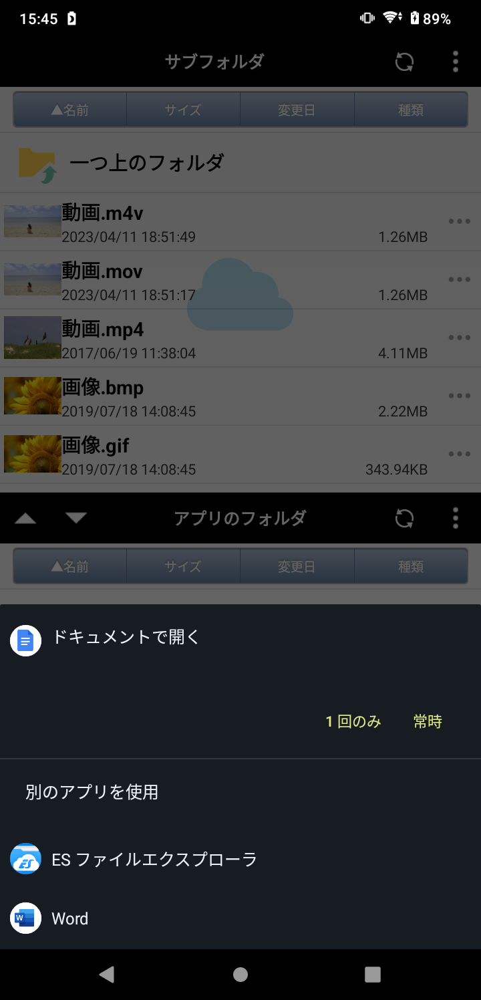 15:45 89%
サブフォルダ
▲名前 サイズ 変更日 種類
一つ上のフォルダ
動画.m4v
2023/04/11 18:51:49 1.26MB
動画.mov
2023/04/11 18:51:17 1.26MB
動画.mp4
2017/06/19 11:38:04 4.11MB
画像.bmp
2019/07/18 14:08:45 2.22MB
画像.gif
2019/07/18 14:08:45 343.94KB
アプリのフォルダ
▲名前 サイズ 変更日 種類
ドキュメントで開く
1 回のみ 常時
別のアプリを使用
ES ファイルエクスプローラ
Word